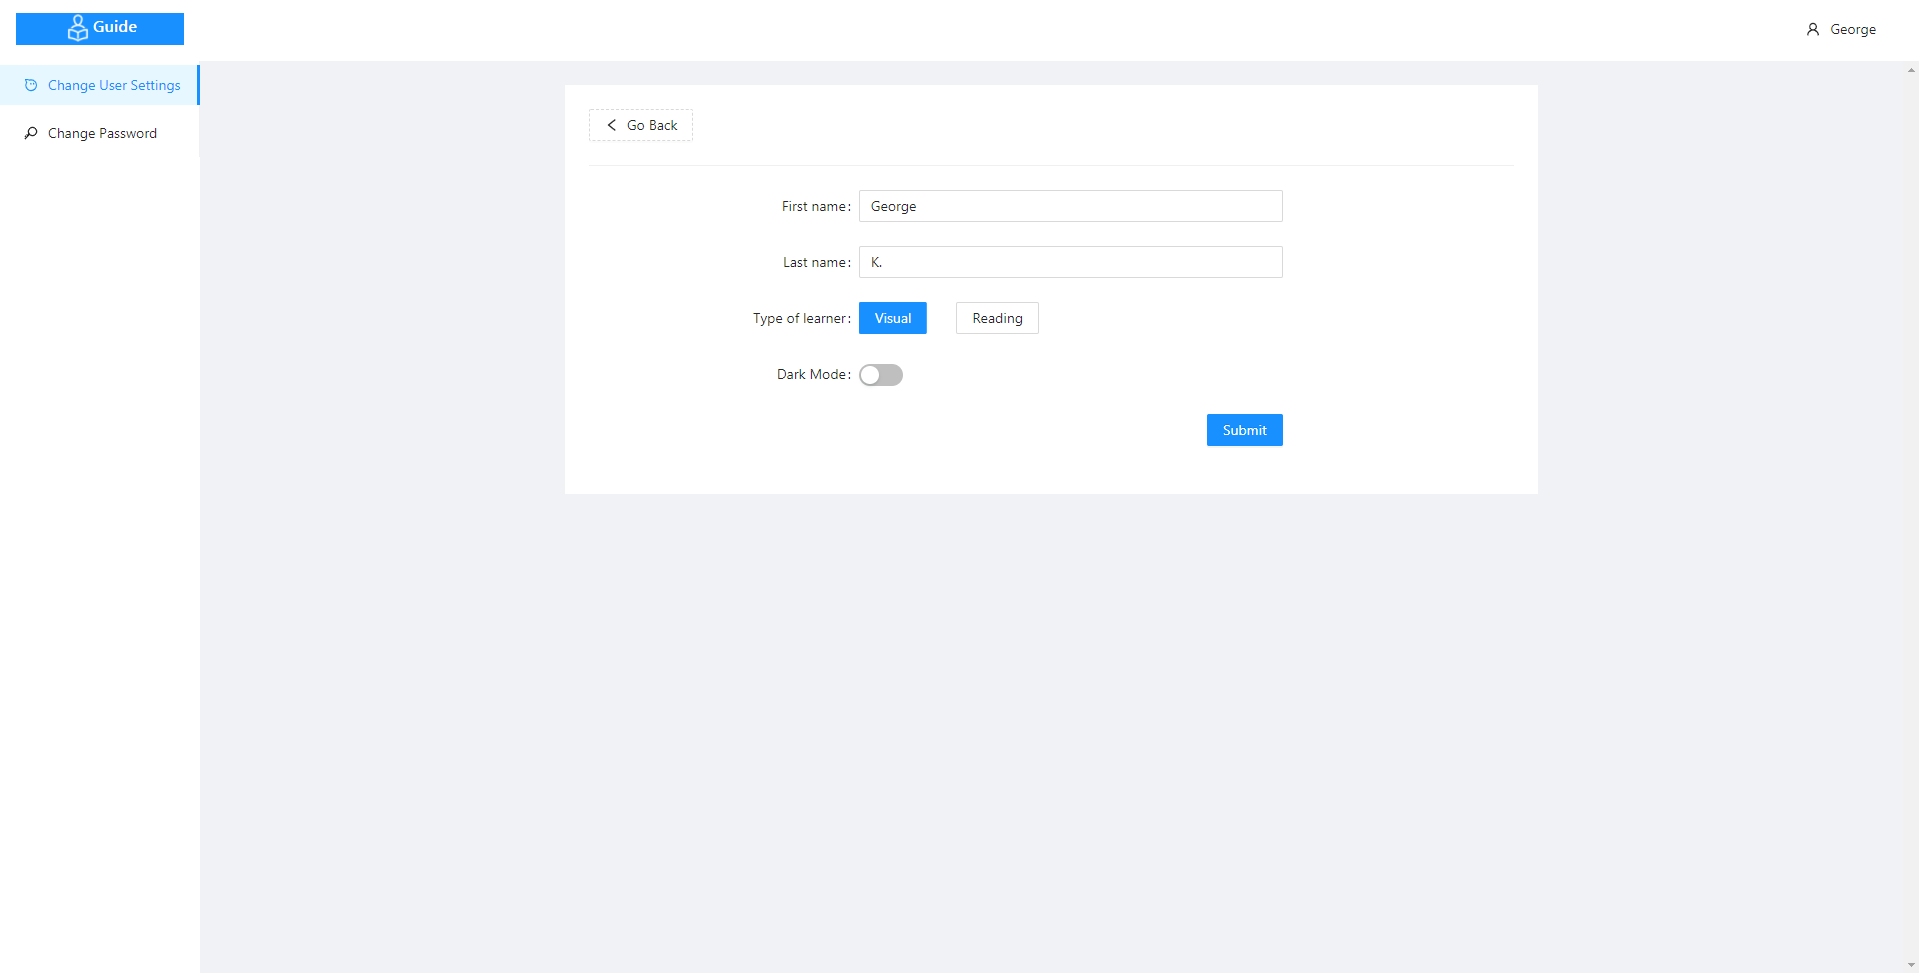 Guide
George
Change User Settings
Change Password
Go Back
First name:
George
Last name:
K.
Type of learner:
Visual
Reading
Dark Mode:
Submit